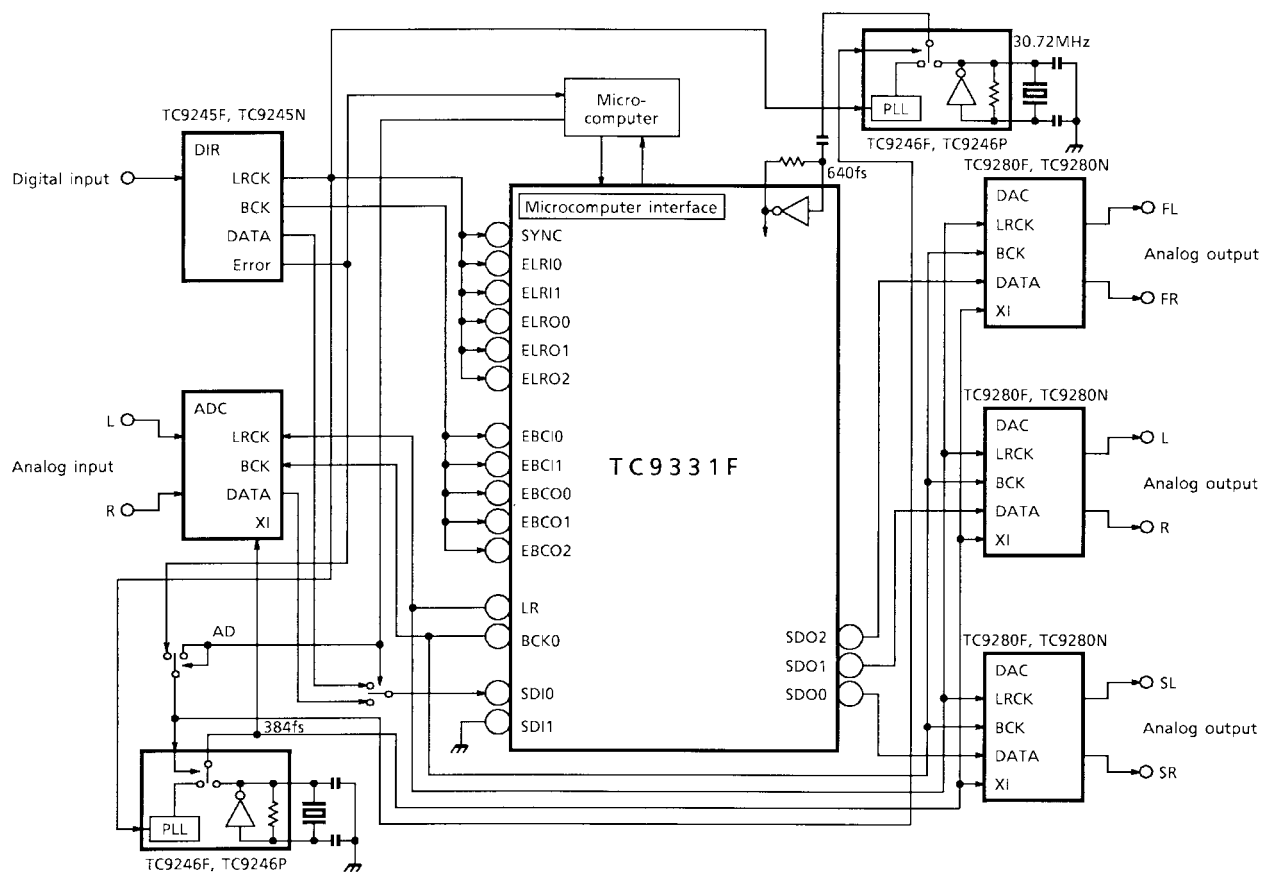 30.72MHz
Micro-
computer
PLL
TC9246F, TC9246P
640fs
TC9245F, TC9245N
DIR
Digital input
LRCK
BCK
DATA
Error
Microcomputer interface
SYNC
ELRI0
ELRI1
ELRO0
ELRO1
ELRO2
EBCI0
EBCI1
EBCO0
EBCO1
EBCO2
LR
BCK0
SDI0
SDI1
TC9331F
SDO2
SDO1
SDO0
ADC
L
Analog input
R
LRCK
BCK
DATA
XI
AD
384fs
PLL
TC9246F, TC9246P
TC9280F, TC9280N
DAC
LRCK
BCK
DATA
XI
FL
Analog output
FR
TC9280F, TC9280N
DAC
LRCK
BCK
DATA
XI
L
Analog output
R
TC9280F, TC9280N
DAC
LRCK
BCK
DATA
Xi
SL
Analog output
SR